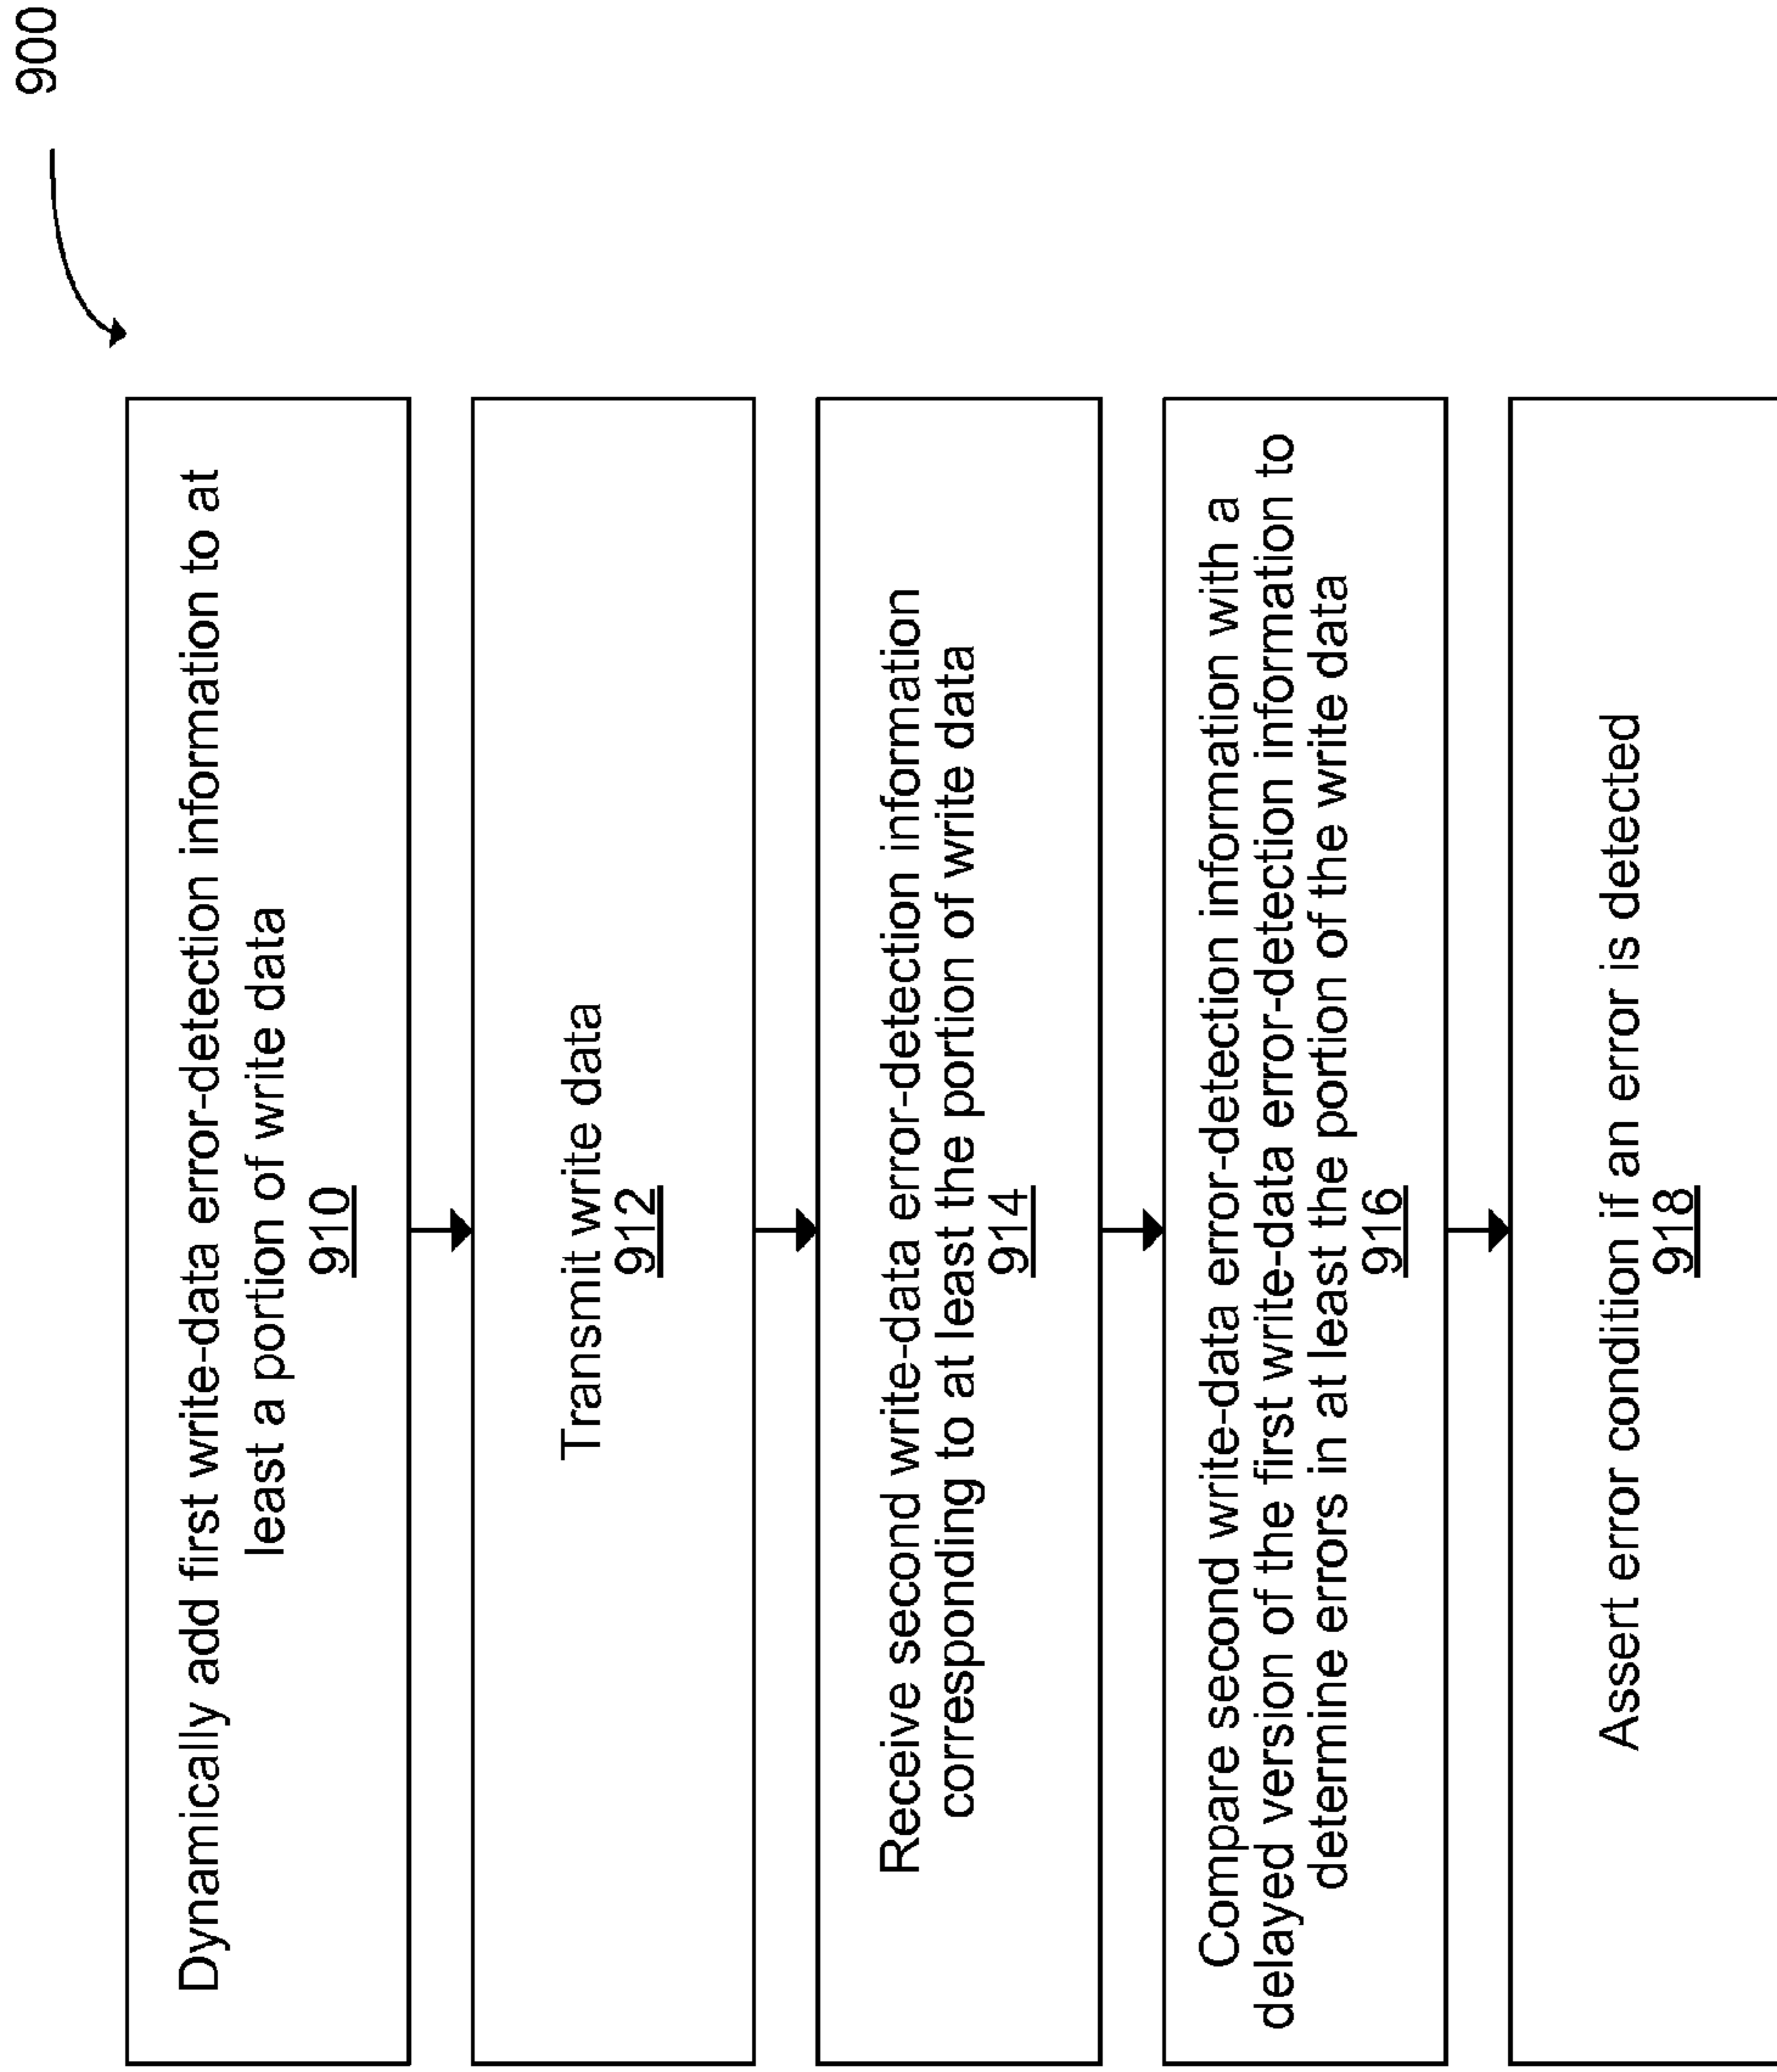 900
Dynamically add first write-data error-detection information to at
least a portion of write data
910
Transmit write data
912
Receive second write-data error-detection information
corresponding to at least the portion of write data
914
Compare second write-data error-detection information with a
delayed version of the first write-data error-detection information to
determine errors in at least the portion of the write data
916
Assert error condition if an error is detected
918